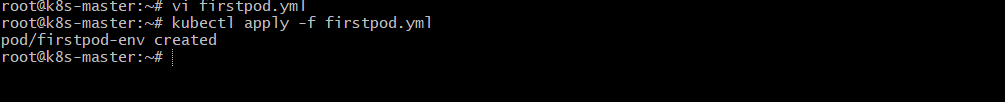 root@k8s-master:~# vi firstpod.yml
root@k8s-master:~# kubectl apply -f firstpod.yml
pod/firstpod-env created
root@k8s-master:~#